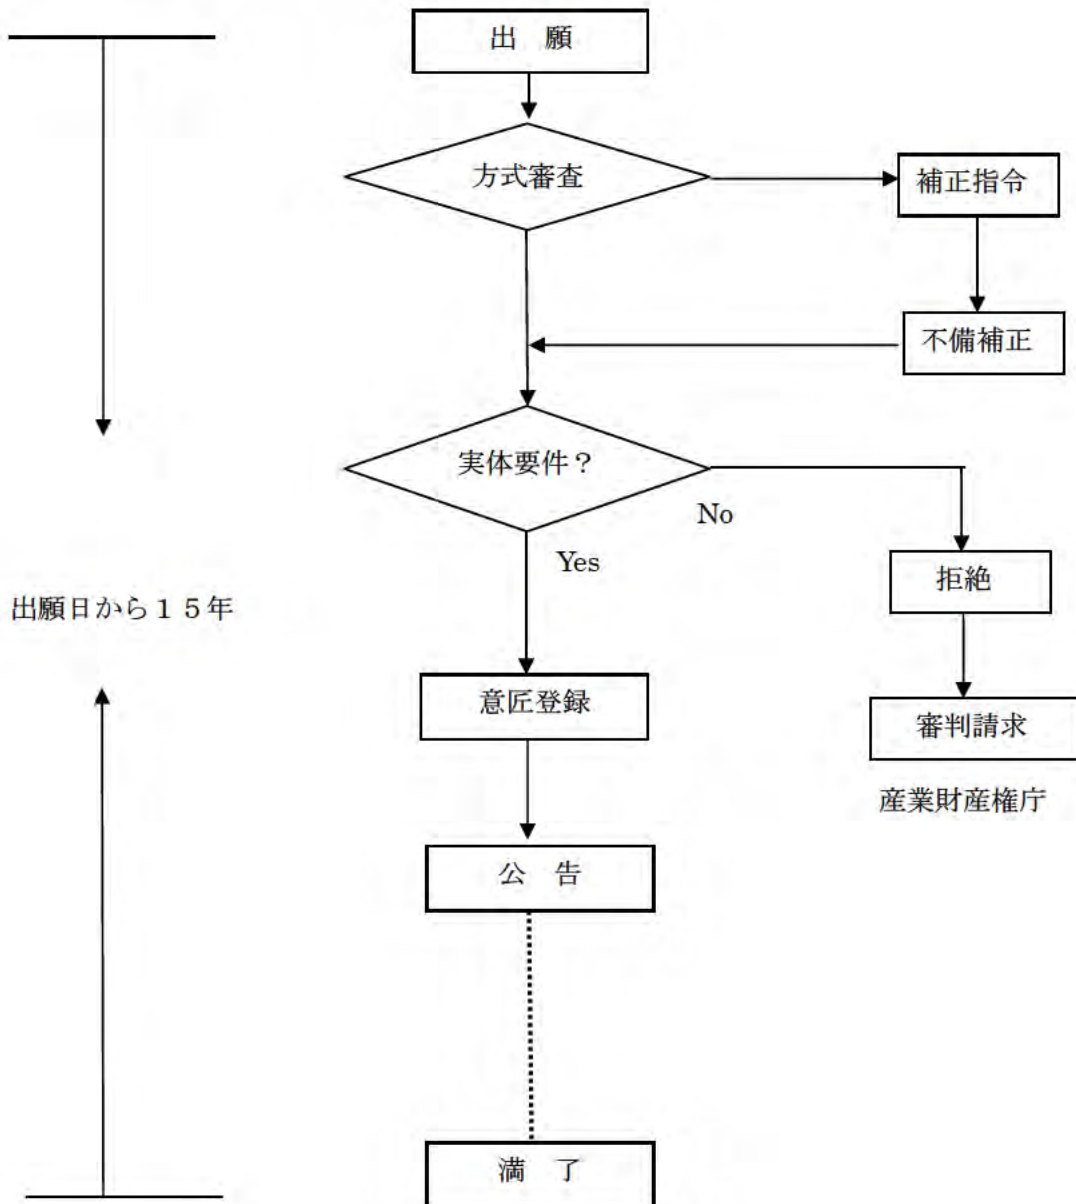 出 願
方式審査
補正指令
不備補正
実体要件？
No
Yes
拒絶
出願日から１５年
意匠登録
審判請求
産業財産権庁
公 告
満 了